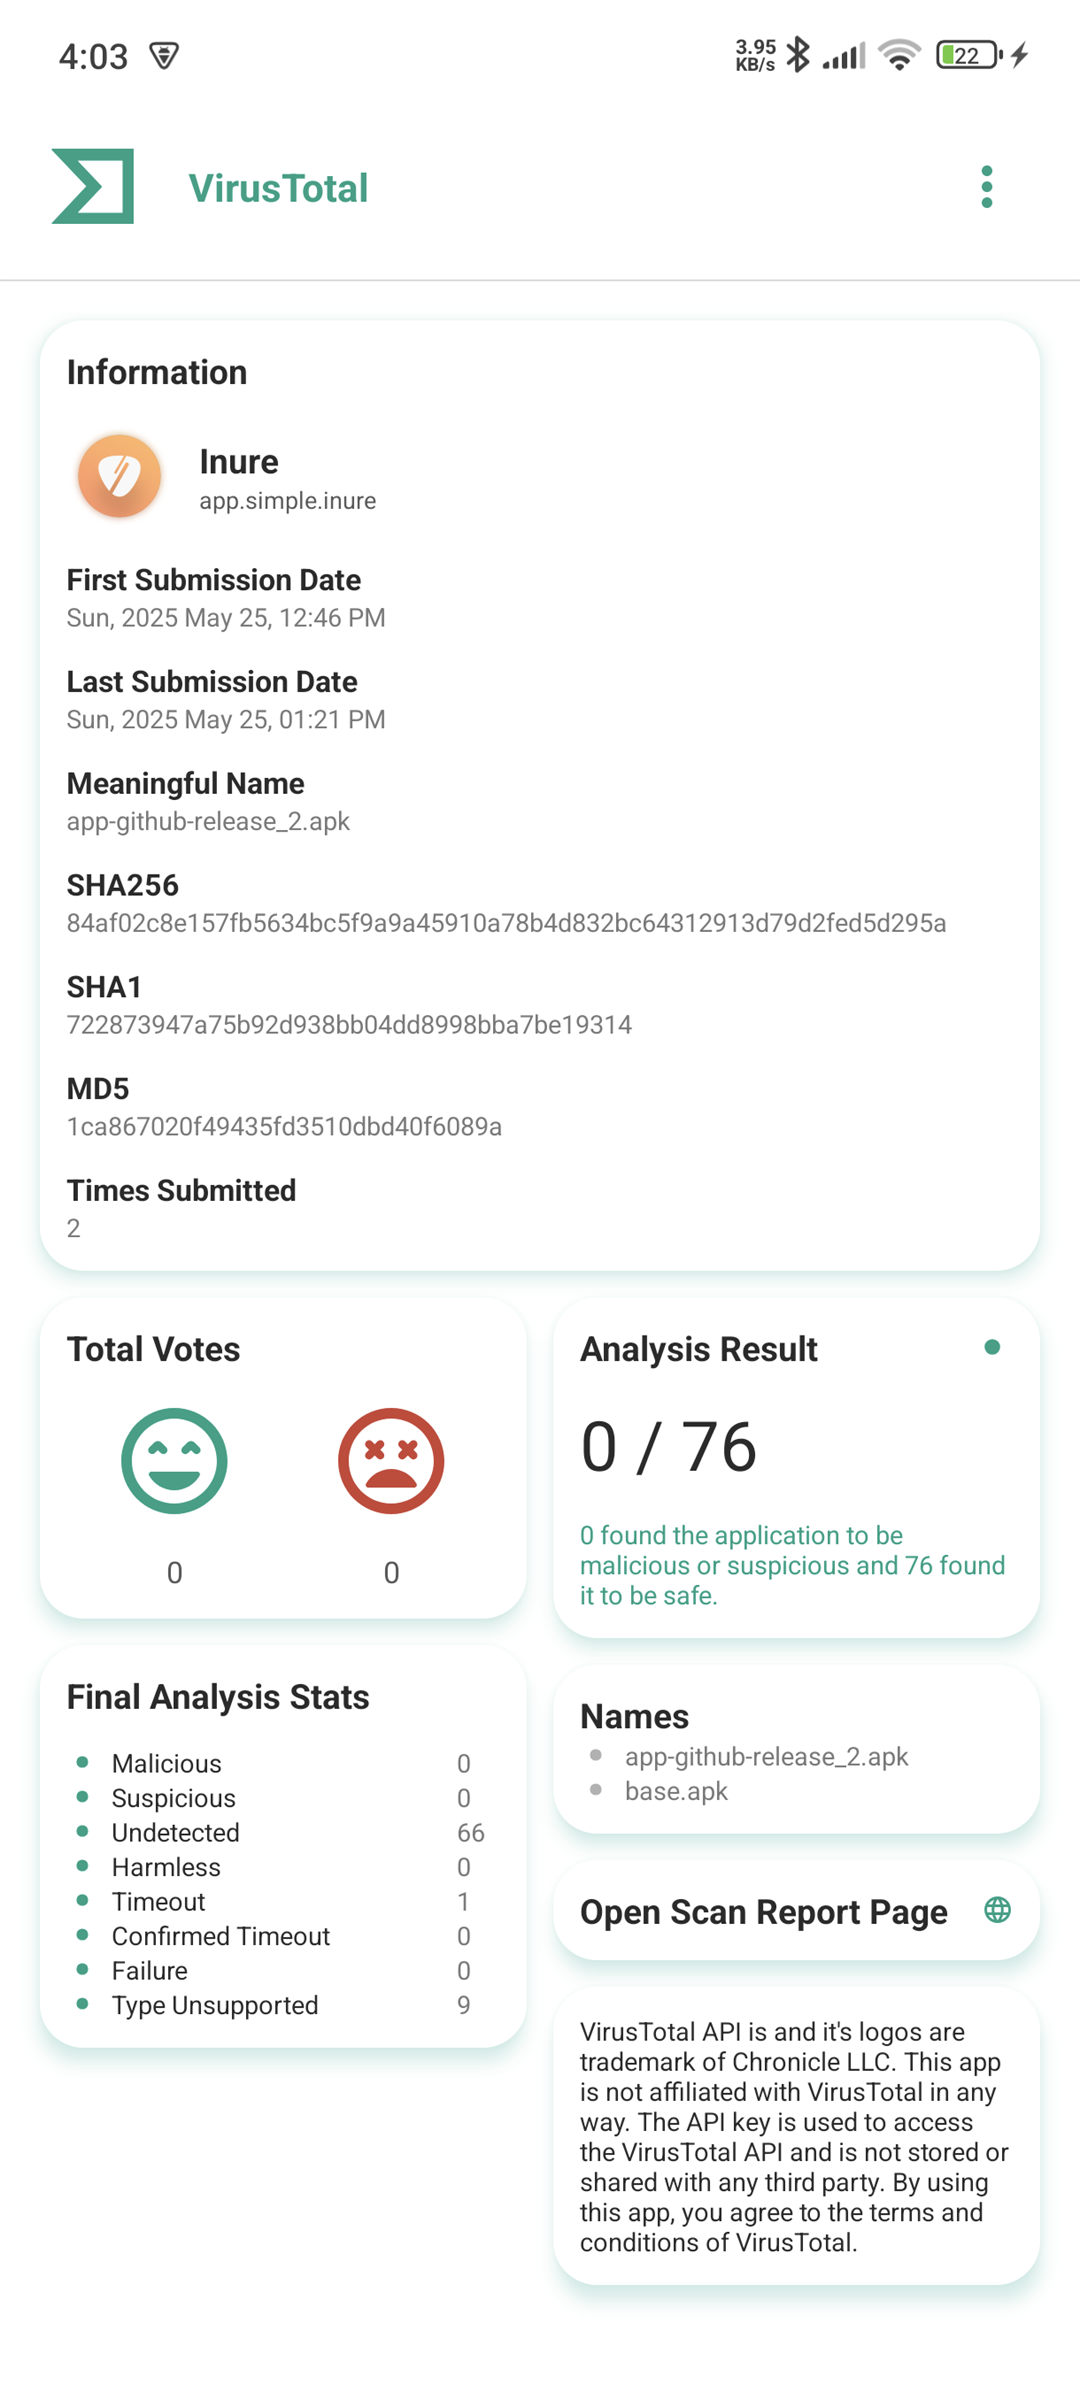 4:03
3.95
KB/s
22
VirusTotal
Information
Inure
app.simple.inure
First Submission Date
Sun, 2025 May 25, 12:46 PM
Last Submission Date
Sun, 2025 May 25, 01:21 PM
Meaningful Name
app-github-release_2.apk
SHA256
84af02c8e157fb5634bc5f9a9a45910a78b4d832bc64312913d79d2fed5d295a
SHA1
722873947a75b92d938bb04dd8998bba7be19314
MD5
1ca867020f49435fd3510dbd40f6089a
Times Submitted
2
Total Votes
0
0
Analysis Result
0 / 76
0 found the application to be
malicious or suspicious and 76 found
it to be safe.
Final Analysis Stats
Malicious 0
Suspicious 0
Undetected 66
Harmless 0
Timeout 1
Confirmed Timeout 0
Failure 0
Type Unsupported 9
Names
app-github-release_2.apk
base.apk
Open Scan Report Page
VirusTotal API is and it's logos are
trademark of Chronicle LLC. This app
is not affiliated with VirusTotal in any
way. The API key is used to access
the VirusTotal API and is not stored or
shared with any third party. By using
this app, you agree to the terms and
conditions of VirusTotal.